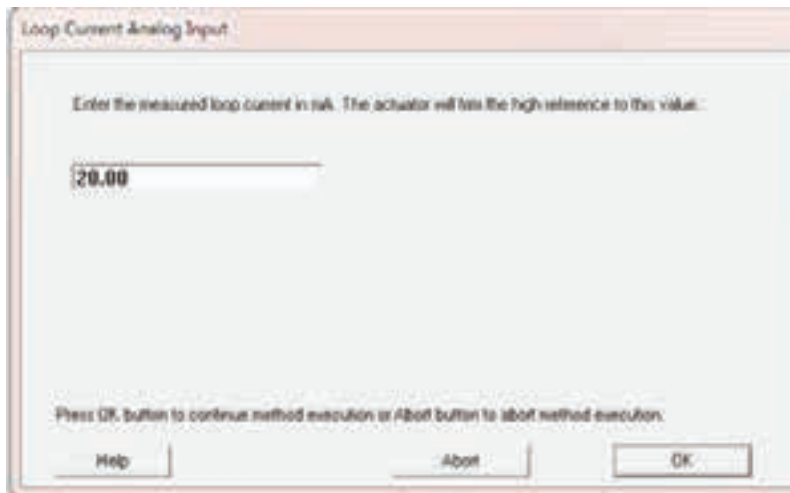 Loop Current Analog Input
Enter the measured loop current in mA. The actuator will trim the high reference to this value:
20.00
Press OK button to continue method execution or Abort button to abort method execution.
Help Abort OK